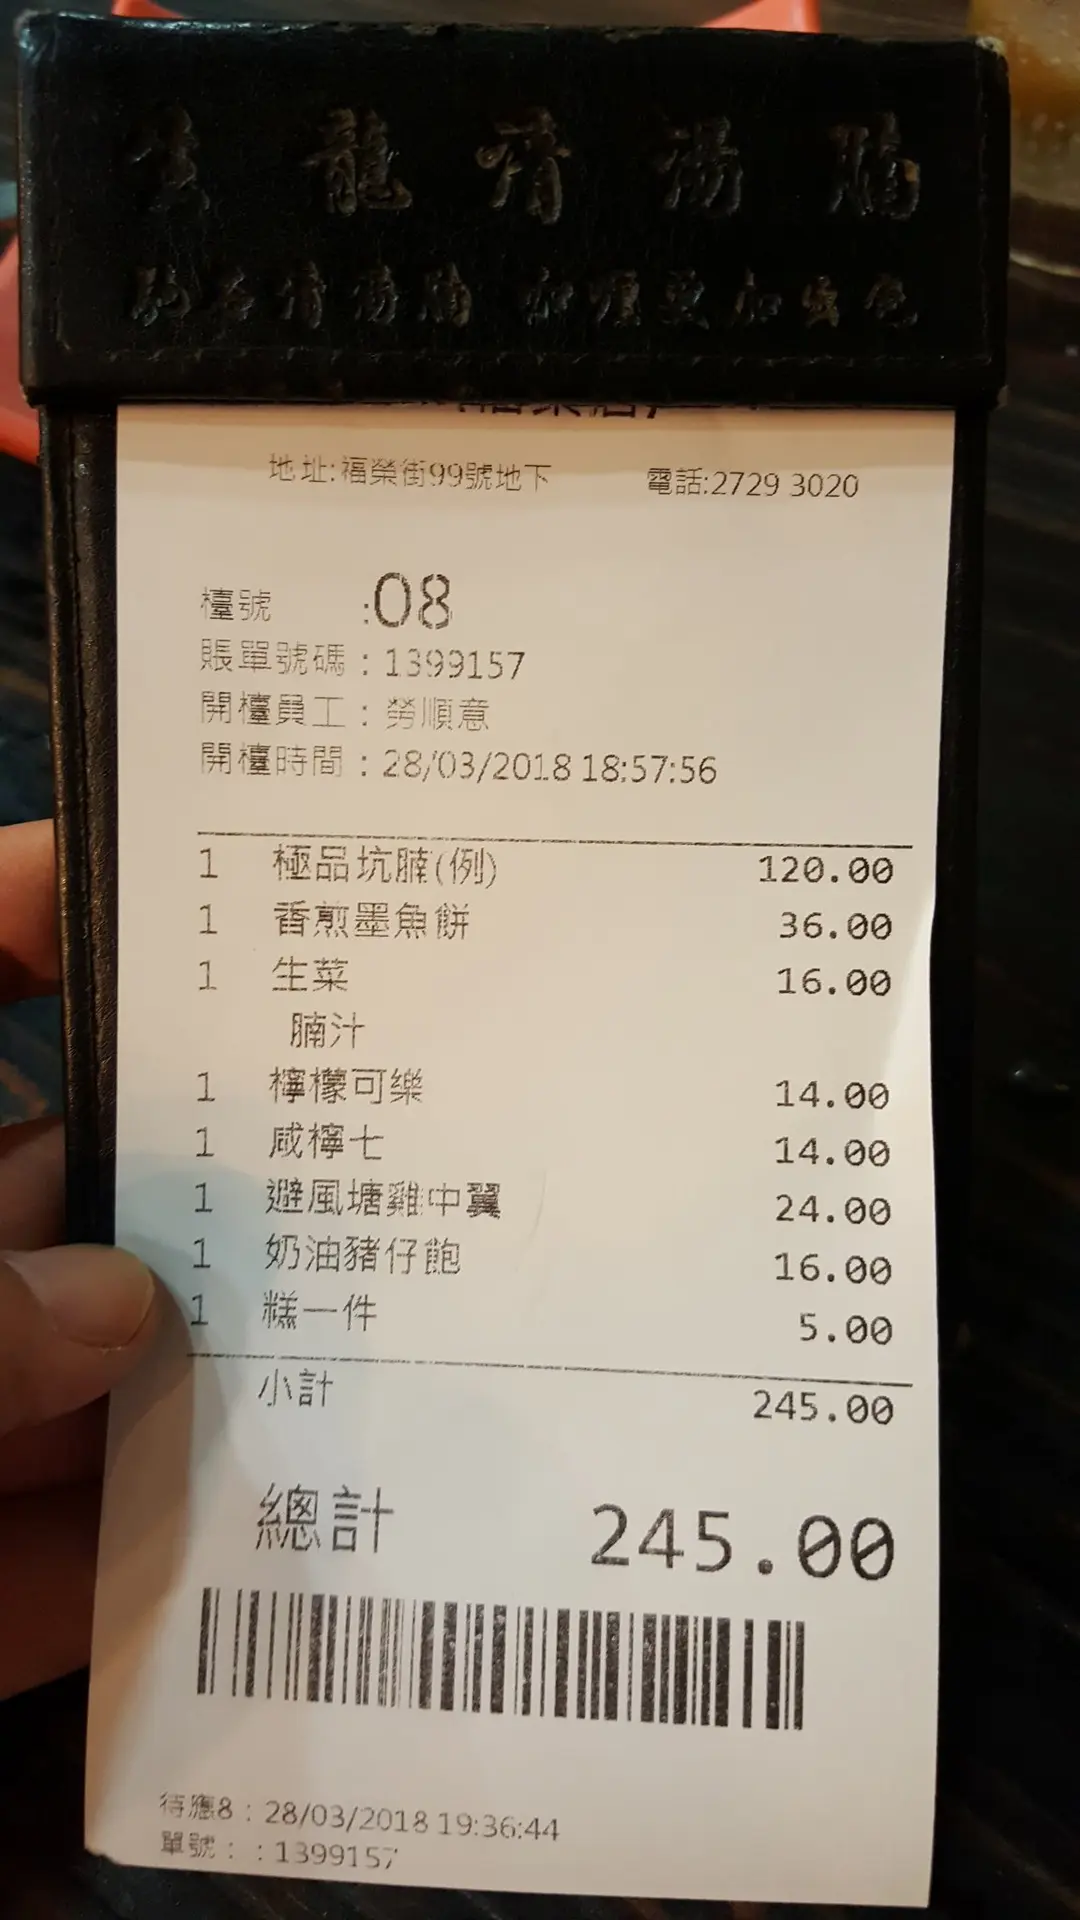 生龍清湯腩
地址:福榮街99號地下 電話:2729 3020
檯號 :08
賬單號碼 : 1399157
開檯員工 : 勞順意
開檯時間 : 28/03/2018 18:57:56
1 極品坑腩(例) 120.00
1 香煎墨魚餅 36.00
1 生菜 16.00
腩汁
1 檸檬可樂 14.00
1 咸檸七 14.00
1 避風塘雞中翼 24.00
1 奶油豬仔飽 16.00
1 糕一件 5.00
小計 245.00
總計 245.00
待應8 : 28/03/2018 19:36:44
單號 : : 1399157